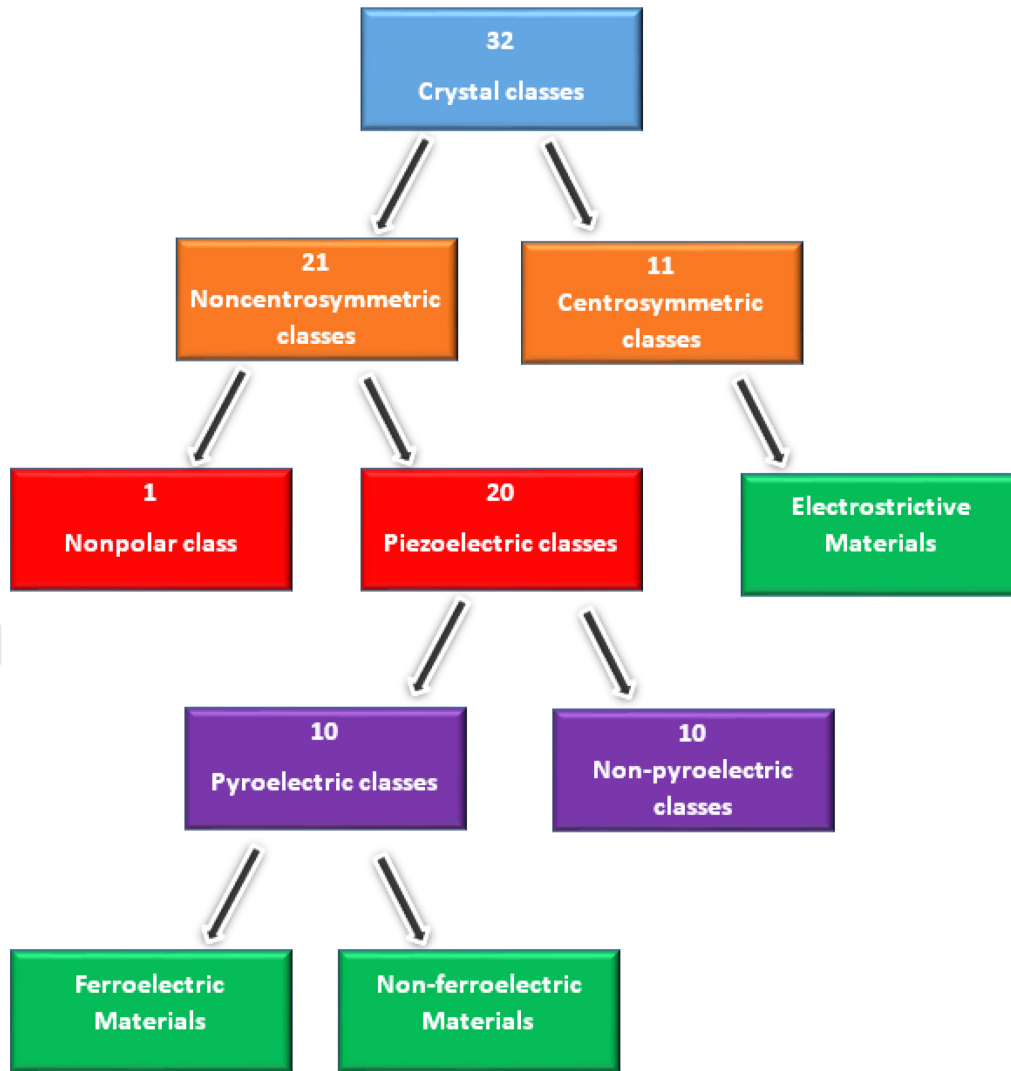 32
Crystal classes
21
Noncentrosymmetric
classes
11
Centrosymmetric
classes
1
Nonpolar class
20
Piezoelectric classes
Electrostrictive
Materials
10
Pyroelectric classes
10
Non-pyroelectric
classes
Ferroelectric
Materials
Non-ferroelectric
Materials